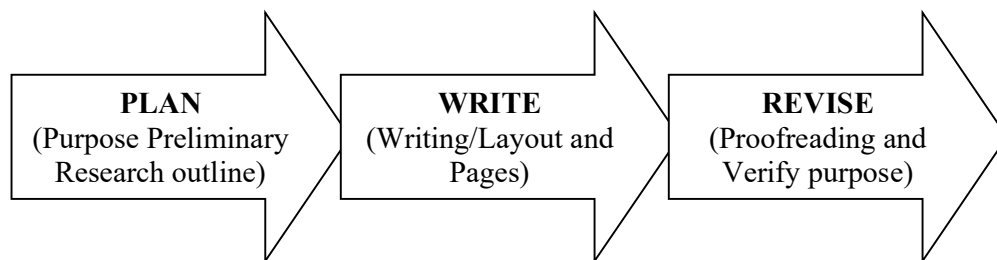 PLAN
(Purpose Preliminary
Research outline)
WRITE
(Writing/Layout and
Pages)
REVISE
(Proofreading and
Verify purpose)